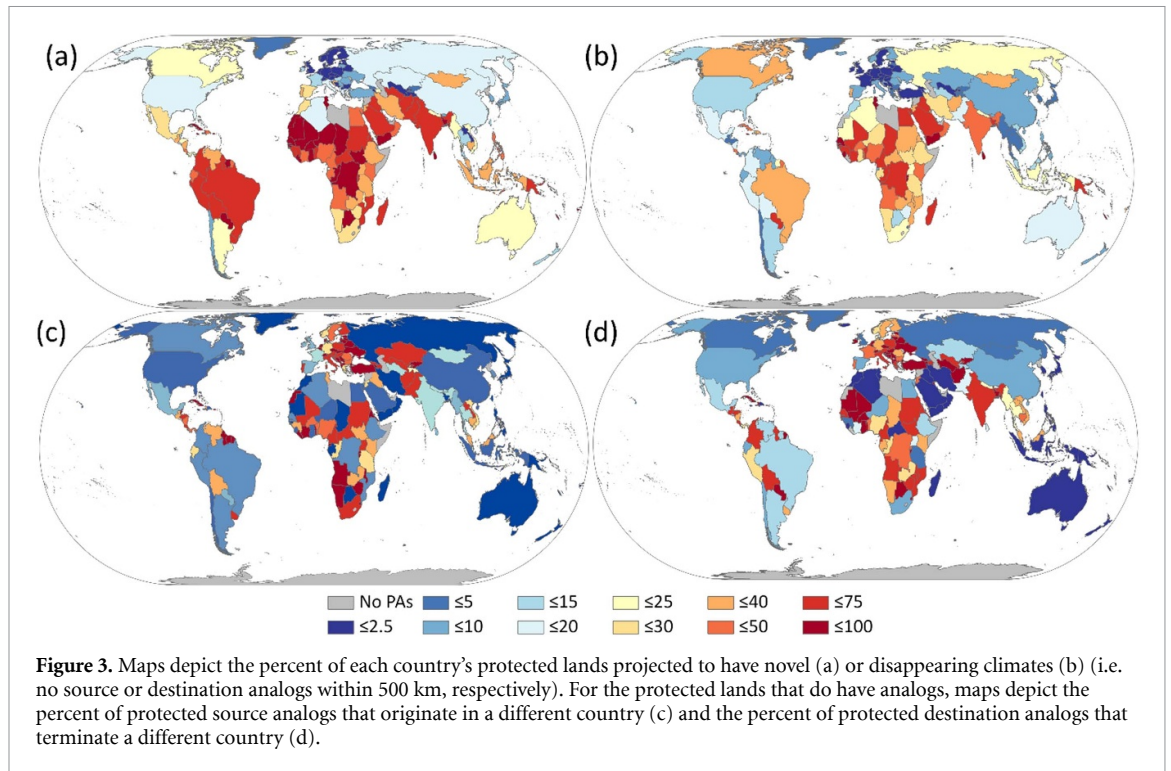 (a)
(b)
(c)
(d)
No PAs ≤5 ≤15 ≤25 ≤40 ≤75
≤2.5 ≤10 ≤20 ≤30 ≤50 ≤100
Figure 3. Maps depict the percent of each country's protected lands projected to have novel (a) or disappearing climates (b) (i.e.
no source or destination analogs within 500 km, respectively). For the protected lands that do have analogs, maps depict the
percent of protected source analogs that originate in a different country (c) and the percent of protected destination analogs that
terminate a different country (d).